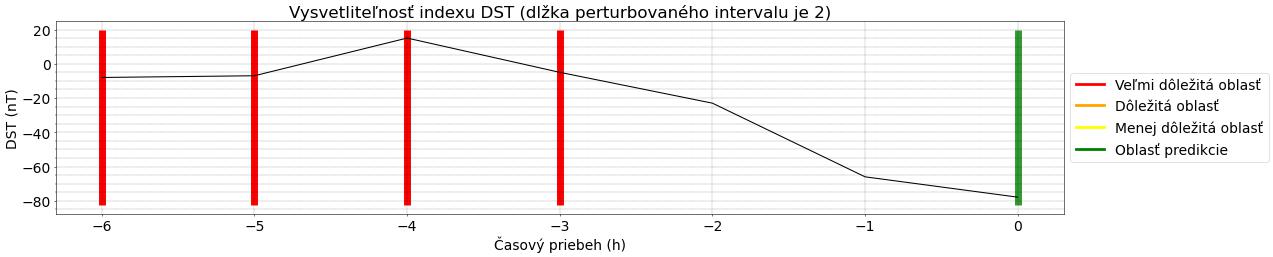 Vysvetliteľnosť indexu DST (dĺžka perturbovaného intervalu je 2)
DST (nT)
20
0
−20
−40
−60
−80
−6 −5 −4 −3 −2 −1 0
Časový priebeh (h)
Veľmi dôležitá oblasť
Dôležitá oblasť
Menej dôležitá oblasť
Oblasť predikcie